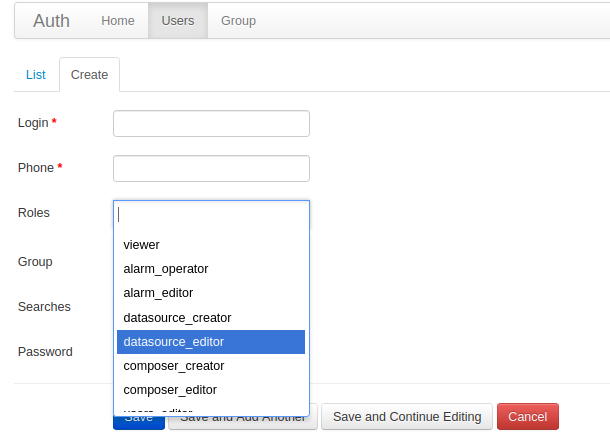 Auth Home Users Group
List Create
Login *
Phone *
Roles
viewer
Group
alarm_operator
alarm_editor
Searches
datasource_creator
datasource_editor
Password
composer_creator
composer_editor
users_editor
Save Save and Add Another Save and Continue Editing Cancel